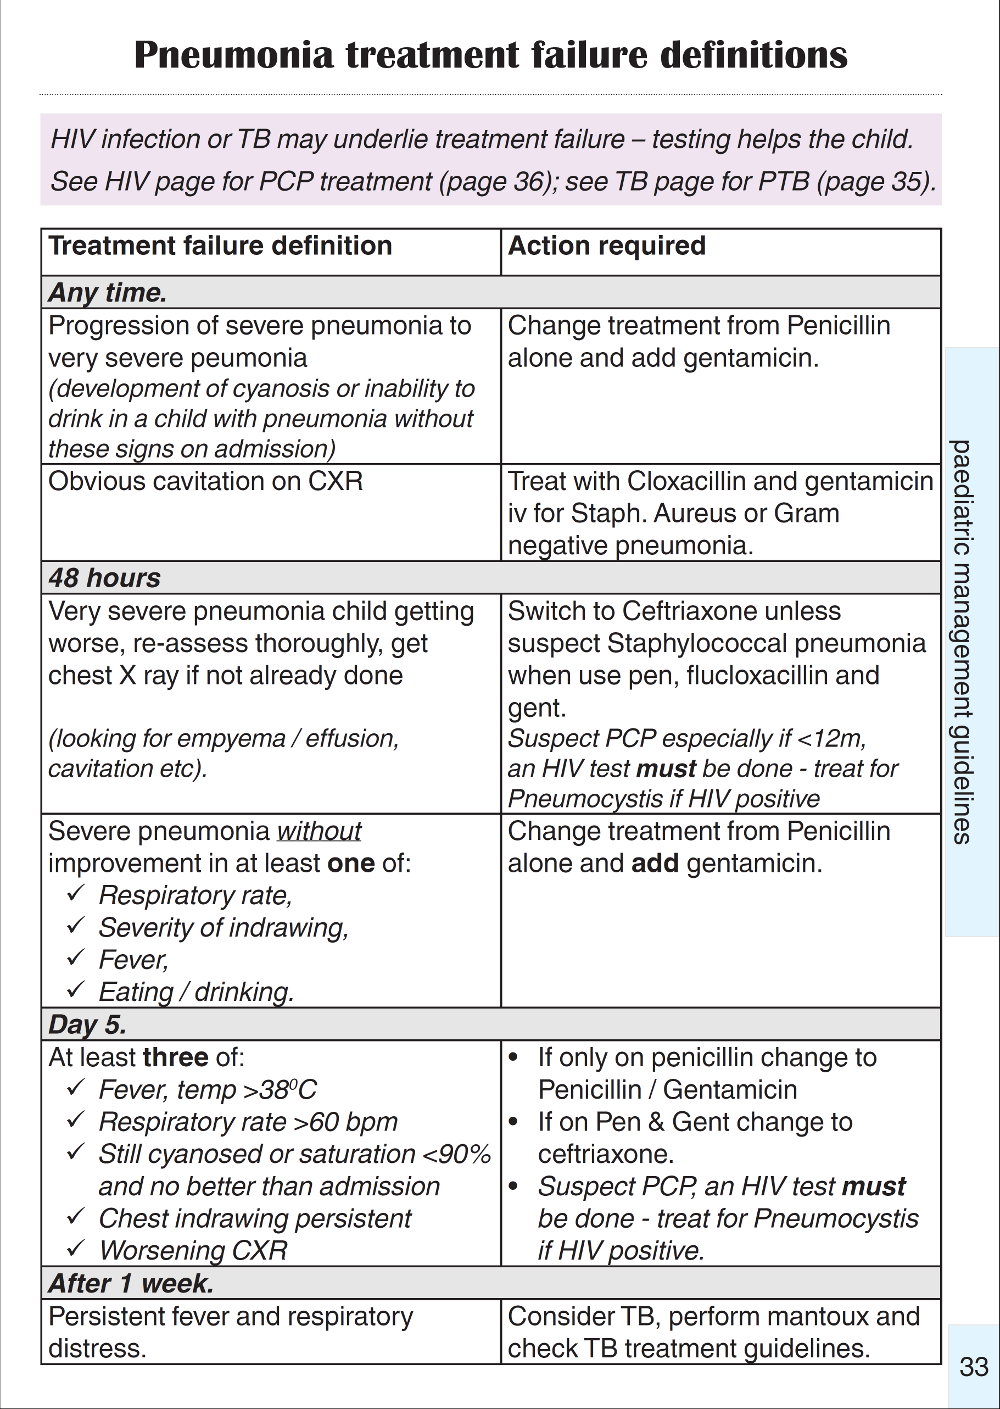 Pneumonia treatment failure definitions
HIV infection or TB may underlie treatment failure – testing helps the child.
See HIV page for PCP treatment (page 36); see TB page for PTB (page 35).
Treatment failure definition
Action required
Any time.
Progression of severe pneumonia to
very severe peumonia
(development of cyanosis or inability to
drink in a child with pneumonia without
these signs on admission)
Change treatment from Penicillin
alone and add gentamicin.
Obvious cavitation on CXR
Treat with Cloxacillin and gentamicin
iv for Staph. Aureus or Gram
negative pneumonia.
48 hours
Very severe pneumonia child getting
worse, re-assess thoroughly, get
chest X ray if not already done
(looking for empyema / effusion,
cavitation etc).
Switch to Ceftriaxone unless
suspect Staphylococcal pneumonia
when use pen, flucloxacillin and
gent.
Suspect PCP especially if <12m,
an HIV test must be done - treat for
Pneumocystis if HIV positive
Severe pneumonia without
improvement in at least one of:
✓ Respiratory rate,
✓ Severity of indrawing,
✓ Fever,
✓ Eating / drinking.
Change treatment from Penicillin
alone and add gentamicin.
Day 5.
At least three of:
✓ Fever, temp >38⁰C
✓ Respiratory rate >60 bpm
✓ Still cyanosed or saturation <90%
and no better than admission
✓ Chest indrawing persistent
✓ Worsening CXR
• If only on penicillin change to
Penicillin / Gentamicin
• If on Pen & Gent change to
ceftriaxone.
• Suspect PCP, an HIV test must
be done - treat for Pneumocystis
if HIV positive.
After 1 week.
Persistent fever and respiratory
distress.
Consider TB, perform mantoux and
check TB treatment guidelines.
paediatric management guidelines
33